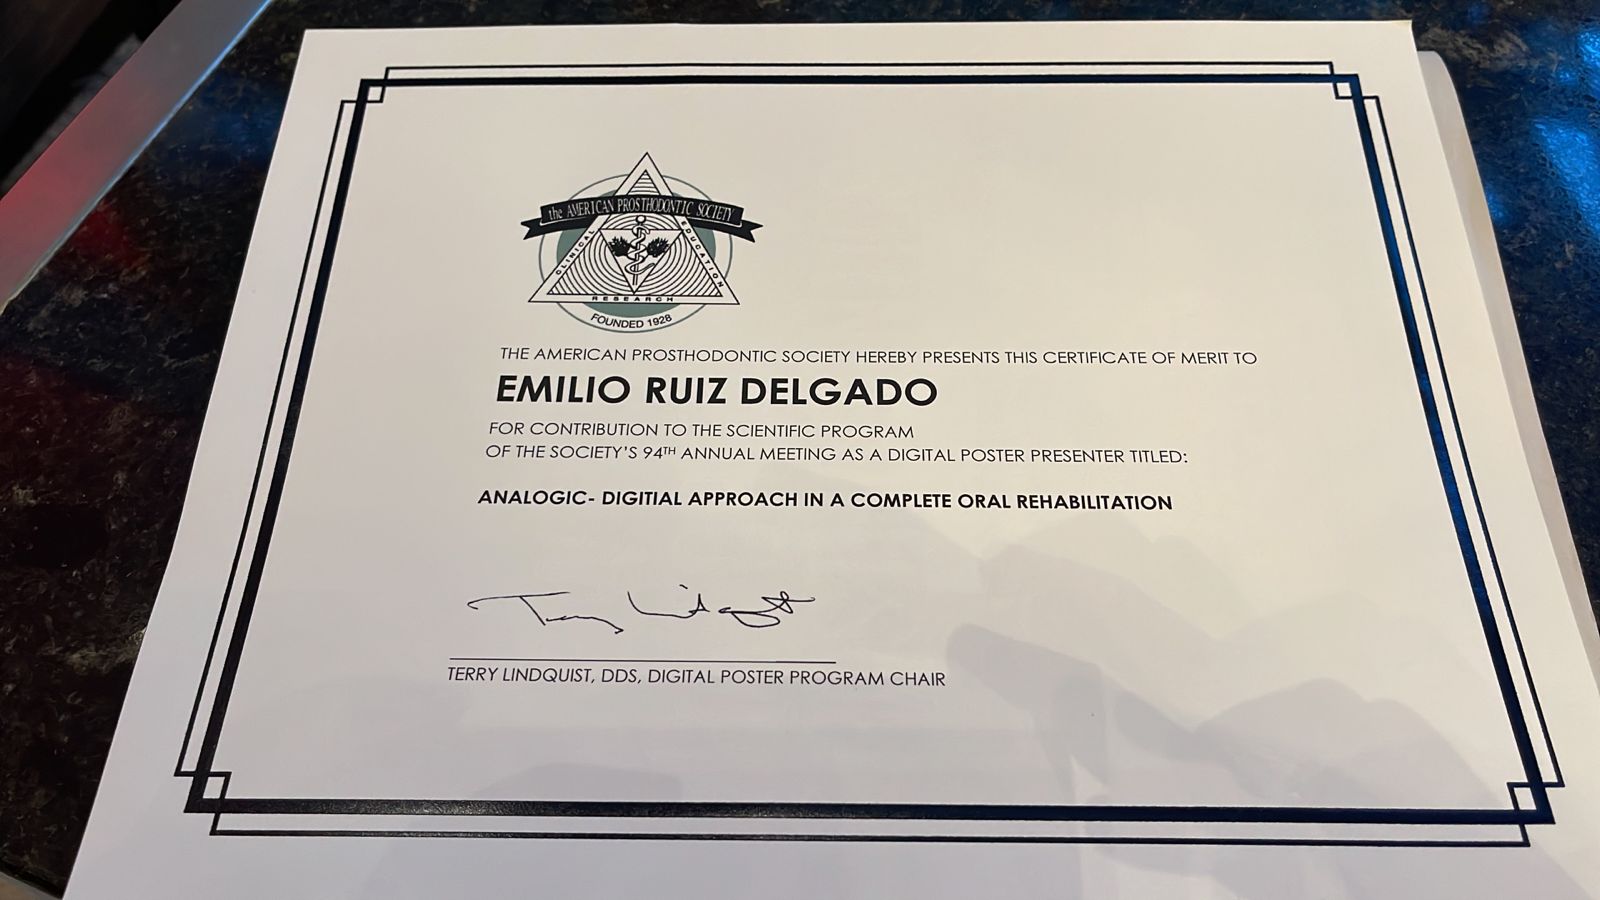 the AMERICAN PROSTHODONTIC SOCIETY
CLINICAL
EDUCATION
RESEARCH
FOUNDED 1928
THE AMERICAN PROSTHODONTIC SOCIETY HEREBY PRESENTS THIS CERTIFICATE OF MERIT TO
EMILIO RUIZ DELGADO
FOR CONTRIBUTION TO THE SCIENTIFIC PROGRAM
OF THE SOCIETY'S 94TH ANNUAL MEETING AS A DIGITAL POSTER PRESENTER TITLED:
ANALOGIC- DIGITIAL APPROACH IN A COMPLETE ORAL REHABILITATION
Terry Lindquist
TERRY LINDQUIST, DDS, DIGITAL POSTER PROGRAM CHAIR